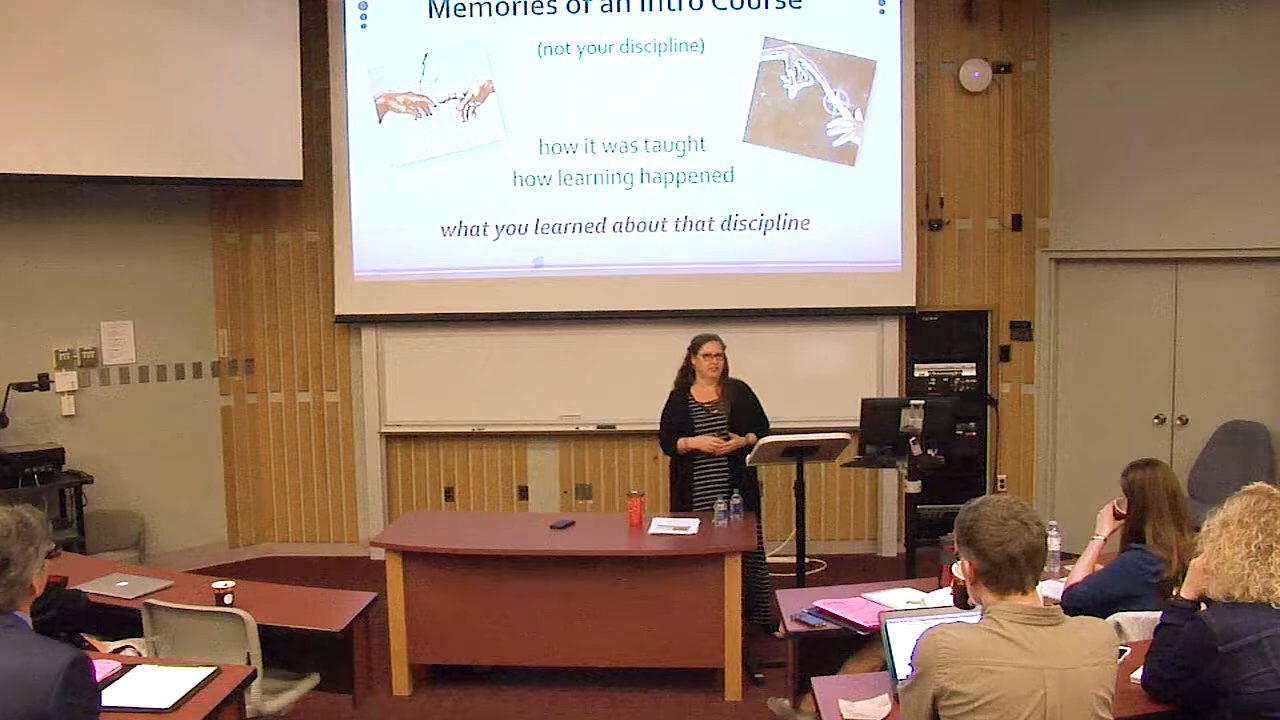 Memories of an Intro Course
(not your discipline)
how it was taught
how learning happened
what you learned about that discipline